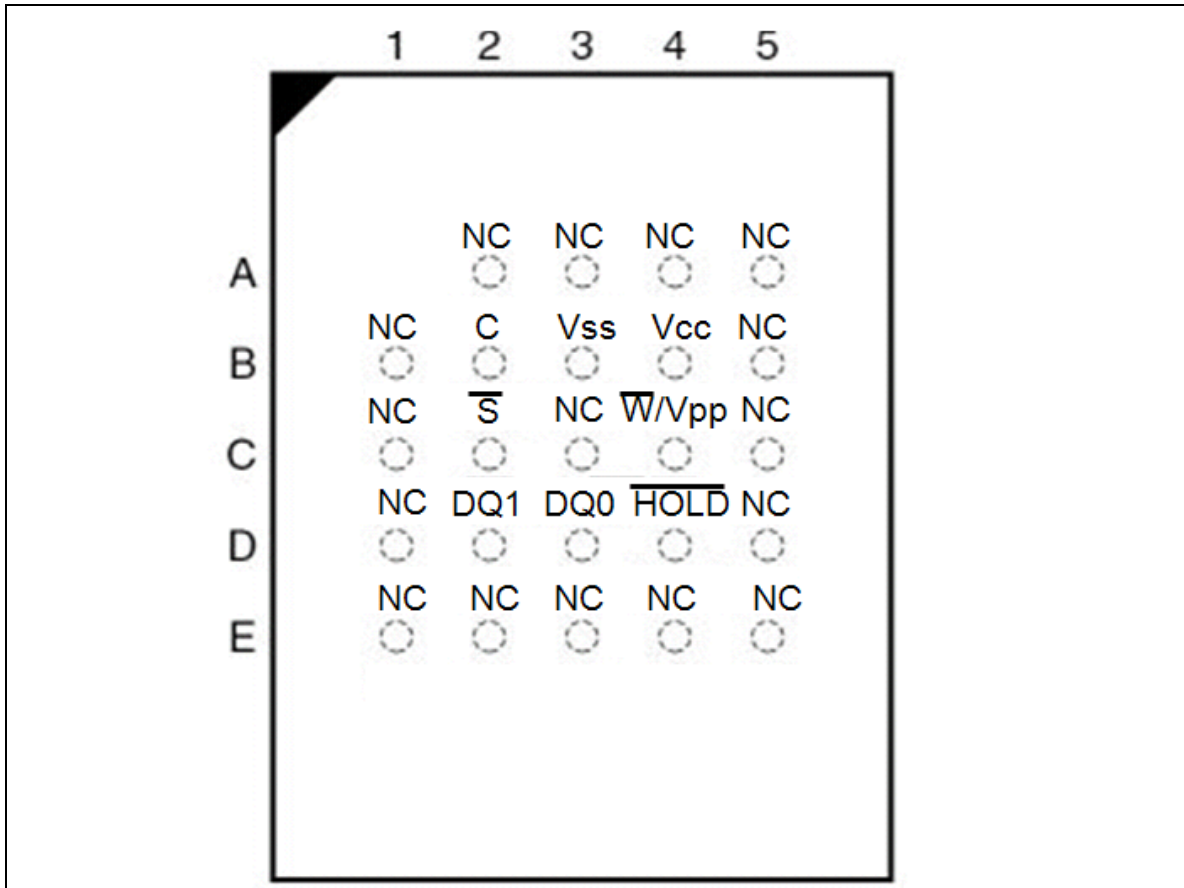 1 2 3 4 5
NC NC NC NC
A
NC C Vss Vcc NC
B
NC S̅ NC W̅/Vpp NC
C
NC DQ1 DQ0 H̅O̅L̅D̅ NC
D
NC NC NC NC NC
E